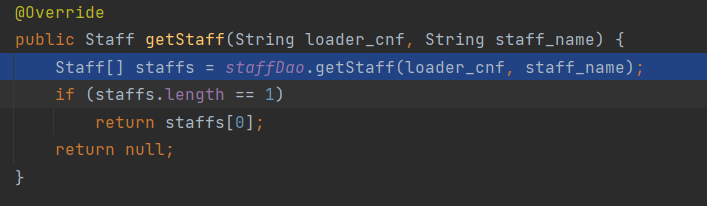 @Override
public Staff getStaff(String loader_cnf, String staff_name) {
    Staff[] staffs = staffDao.getStaff(loader_cnf, staff_name);
    if (staffs.length == 1)
        return staffs[0];
    return null;
}